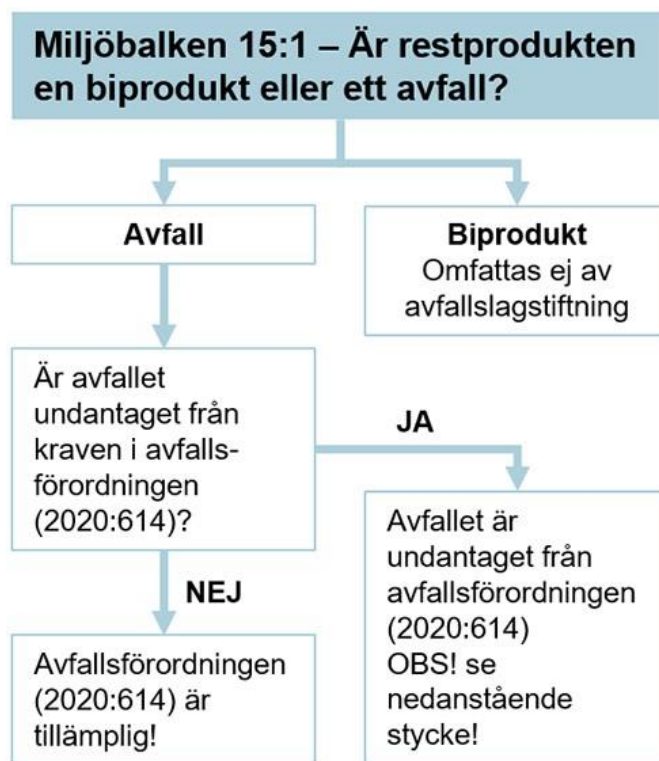 Miljöbalken 15:1 – Är restprodukten
en biprodukt eller ett avfall?
Avfall
Biprodukt
Omfattas ej av
avfallslagstiftning
Är avfallet
undantaget från
kraven i avfalls-
förordningen
(2020:614)?
JA
Avfallet är
undantaget från
avfallsförordningen
(2020:614)
OBS! se
nedanstående
stycke!
NEJ
Avfallsförordningen
(2020:614) är
tillämplig!